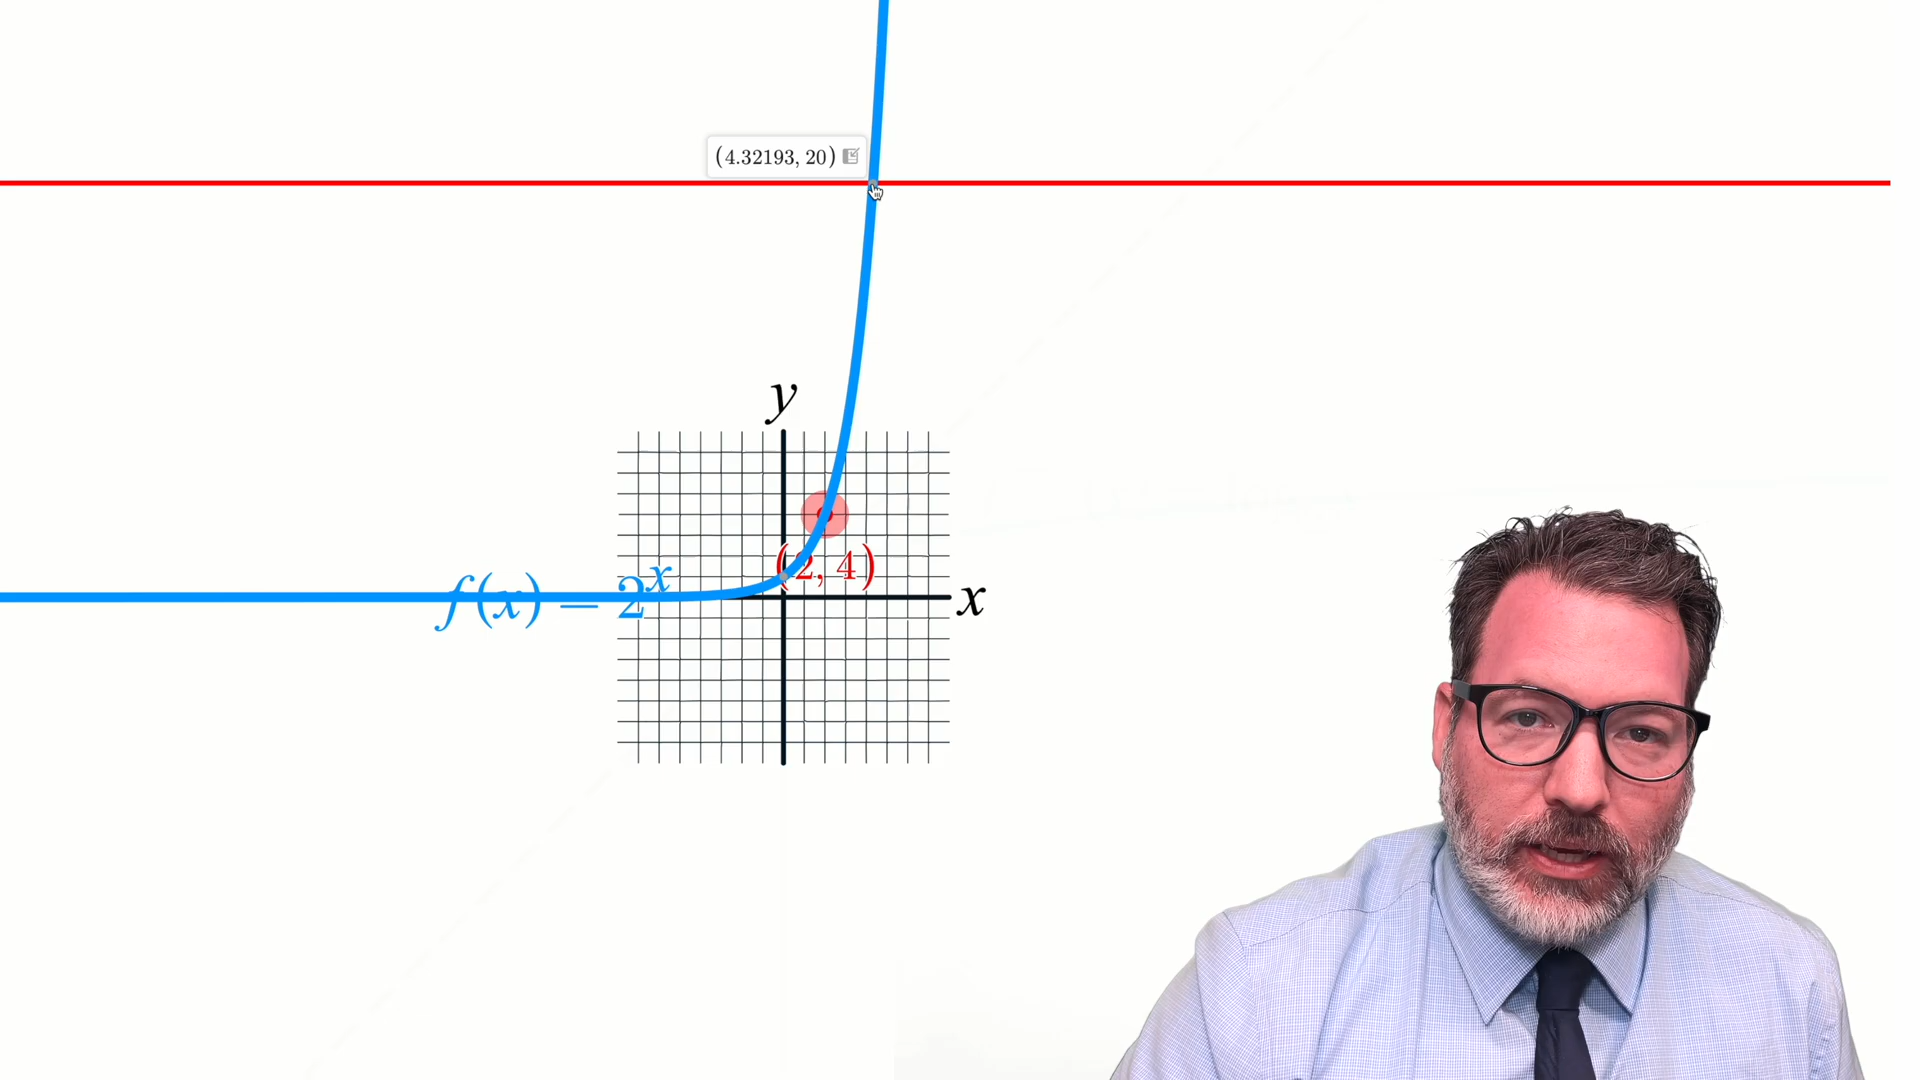 (4.32193, 20)
y
(2, 4)
f(x) = 2^x
x